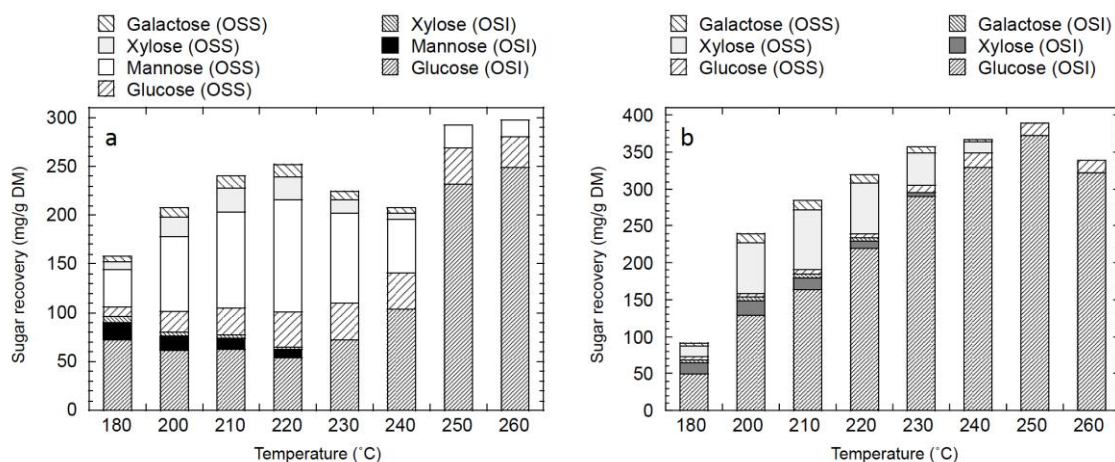 Galactose (OSS) Xylose (OSI)
Xylose (OSS) Mannose (OSI)
Mannose (OSS) Glucose (OSI)
Glucose (OSS)
300
250
200
150
100
50
0
a
Sugar recovery (mg/g DM)
180 200 210 220 230 240 250 260
Temperature (˚C)
Galactose (OSS) Galactose (OSI)
Xylose (OSS) Xylose (OSI)
Glucose (OSS) Glucose (OSI)
400
350
300
250
200
150
100
50
0
b
Sugar recovery (mg/g DM)
180 200 210 220 230 240 250 260
Temperature (˚C)